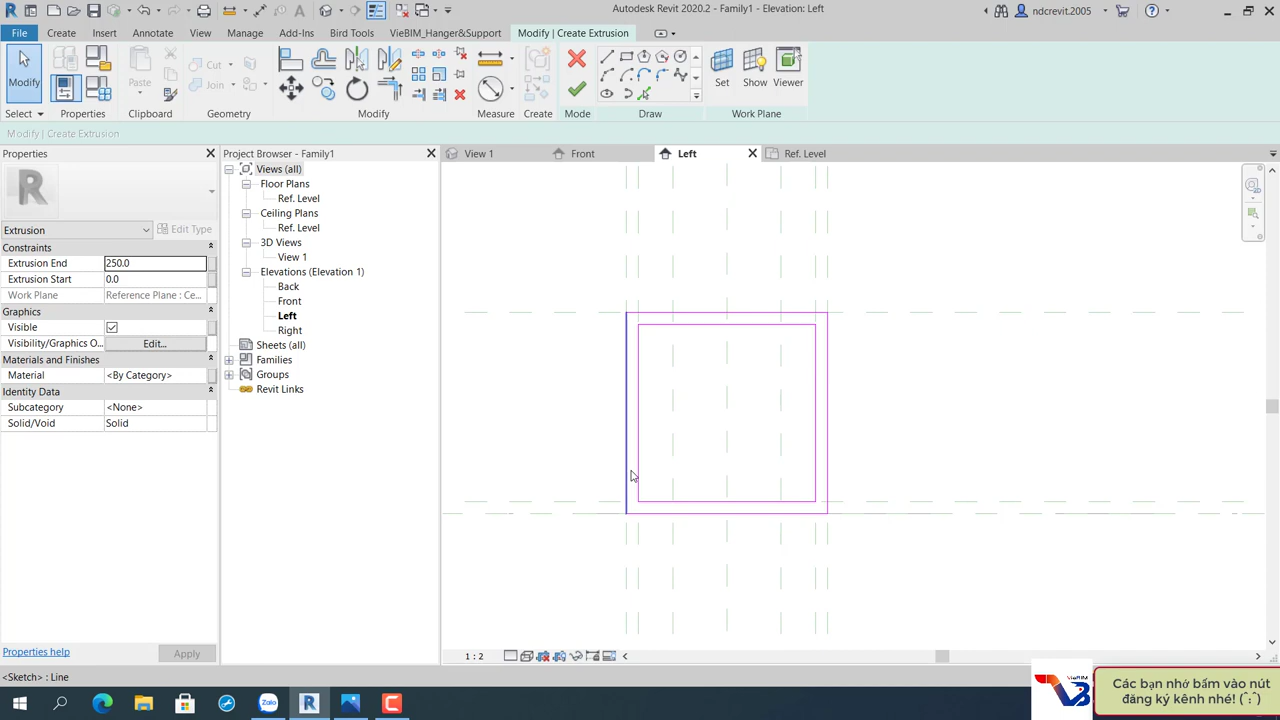 Autodesk Revit 2020.2 - Family1 - Elevation: Left
ndcrevit.2005
File
Create
Insert
Annotate
View
Manage
Add-Ins
Bird Tools
VieBIM_Hanger&Support
Modify | Create Extrusion
Modify
Paste
Cut
Join
Set
Show
Viewer
Select
Properties
Clipboard
Geometry
Modify
Measure
Create
Mode
Draw
Work Plane
Modify | Create Extrusion
Properties
Extrusion
Edit Type
Constraints
Extrusion End 250.0
Extrusion Start 0.0
Work Plane Reference Plane : Ce...
Graphics
Visible
Visibility/Graphics O... Edit...
Materials and Finishes
Material <By Category>
Identity Data
Subcategory <None>
Solid/Void Solid
Properties help
Apply
Project Browser - Family1
Views (all)
Floor Plans
Ref. Level
Ceiling Plans
Ref. Level
3D Views
View 1
Elevations (Elevation 1)
Back
Front
Left
Right
Sheets (all)
Families
Groups
Revit Links
View 1
Front
Left
Ref. Level
1 : 2
<Sketch> : Line
Zalo
VieBIM
Các bạn nhớ bấm vào nút
đăng ký kênh nhé! (ˆ:ˆ)